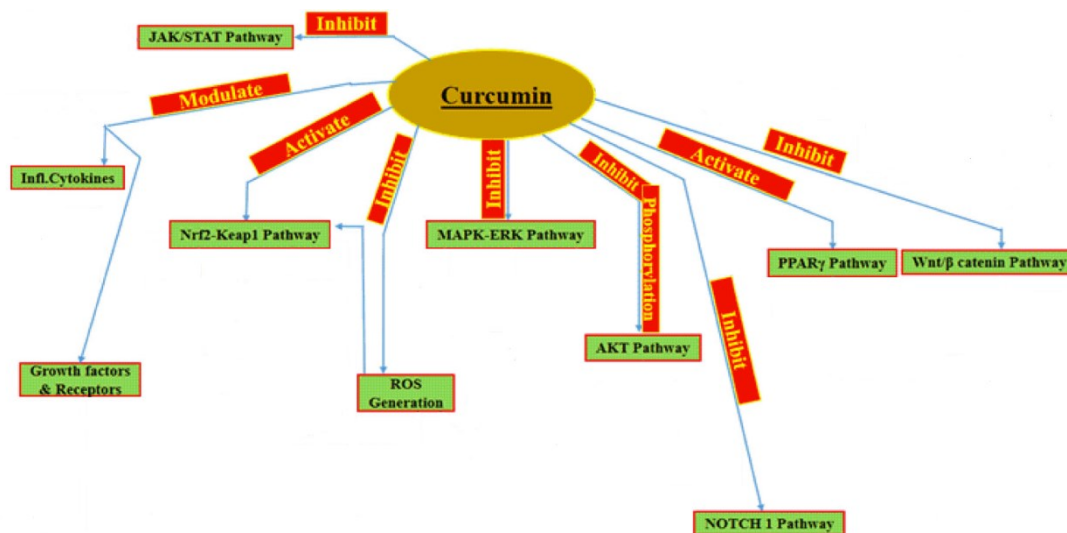 Inhibit
JAK/STAT Pathway
Curcumin
Modulate
Activate
Inhibit
Inhibit
Inhibit
Phosphorylation
Activate
Inhibit
Inhibit
Infl.Cytokines
Nrf2-Keap1 Pathway
MAPK-ERK Pathway
PPARγ Pathway
Wnt/β catenin Pathway
AKT Pathway
Growth factors
& Receptors
ROS
Generation
NOTCH 1 Pathway